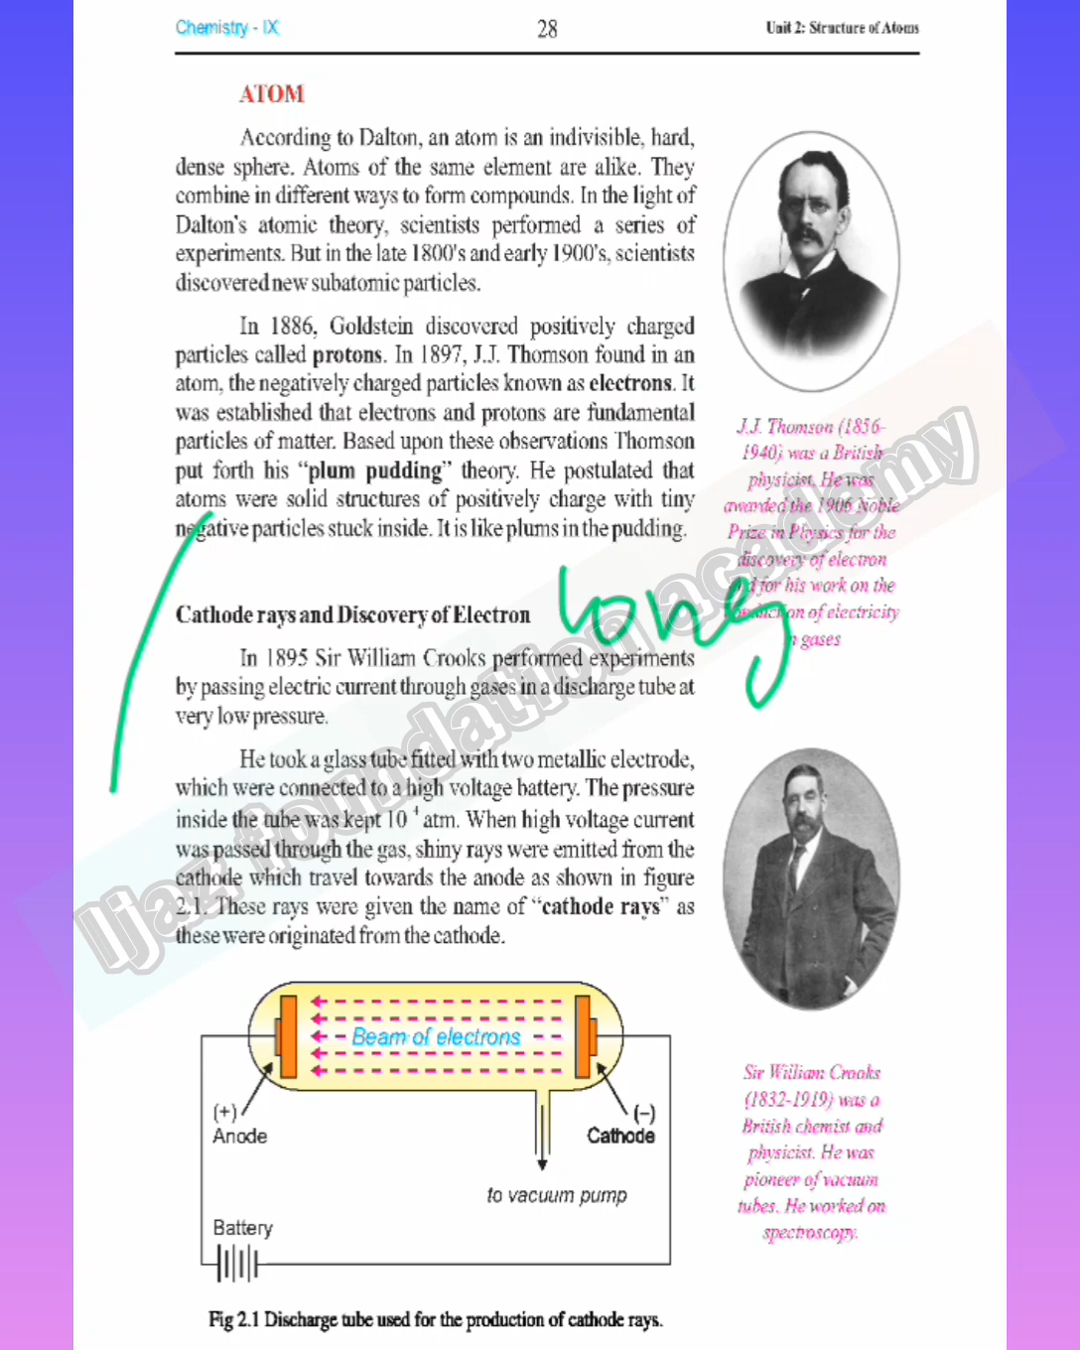 Chemistry - IX 28 Unit 2: Structure of Atoms
ATOM
According to Dalton, an atom is an indivisible, hard,
dense sphere. Atoms of the same element are alike. They
combine in different ways to form compounds. In the light of
Dalton's atomic theory, scientists performed a series of
experiments. But in the late 1800's and early 1900's, scientists
discovered new subatomic particles.
In 1886, Goldstein discovered positively charged
particles called protons. In 1897, J.J. Thomson found in an
atom, the negatively charged particles known as electrons. It
was established that electrons and protons are fundamental
particles of matter. Based upon these observations Thomson
put forth his "plum pudding" theory. He postulated that
atoms were solid structures of positively charge with tiny
negative particles stuck inside. It is like plums in the pudding.
J.J. Thomson (1856-
1940) was a British
physicist. He was
awarded the 1906 Noble
Prize in Physics for the
discovery of electron
and for his work on the
conduction of electricity
in gases
long
Cathode rays and Discovery of Electron
In 1895 Sir William Crooks performed experiments
by passing electric current through gases in a discharge tube at
very low pressure.
He took a glass tube fitted with two metallic electrode,
which were connected to a high voltage battery. The pressure
inside the tube was kept 10⁻⁴ atm. When high voltage current
was passed through the gas, shiny rays were emitted from the
cathode which travel towards the anode as shown in figure
2.1. These rays were given the name of "cathode rays" as
these were originated from the cathode.
Ijaz foundation academy
Beam of electrons
(+)
Anode
(–)
Cathode
to vacuum pump
Battery
Fig 2.1 Discharge tube used for the production of cathode rays.
Sir William Crooks
(1832-1919) was a
British chemist and
physicist. He was
pioneer of vacuum
tubes. He worked on
spectroscopy.